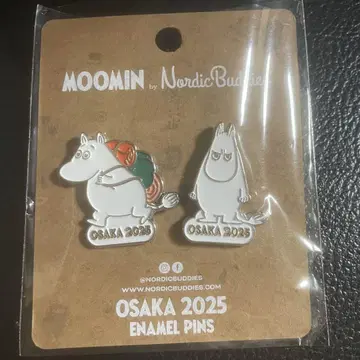 MOOMIN by NordicBuddies
OSAKA 2025
OSAKA 2025
@NORDICBUDDIES
WWW.NORDICBUDDIES.COM
OSAKA 2025
ENAMEL PINS